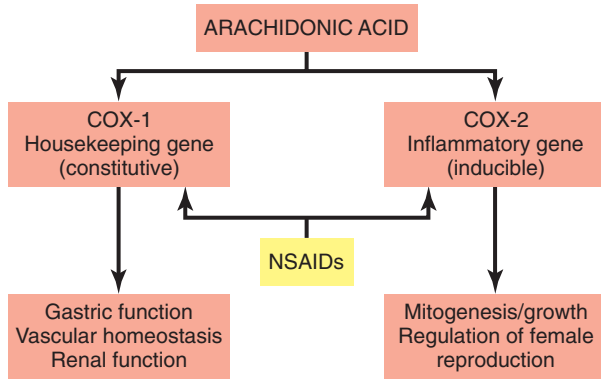 ARACHIDONIC ACID
COX-1
Housekeeping gene
(constitutive)
COX-2
Inflammatory gene
(inducible)
NSAIDs
Gastric function
Vascular homeostasis
Renal function
Mitogenesis/growth
Regulation of female
reproduction